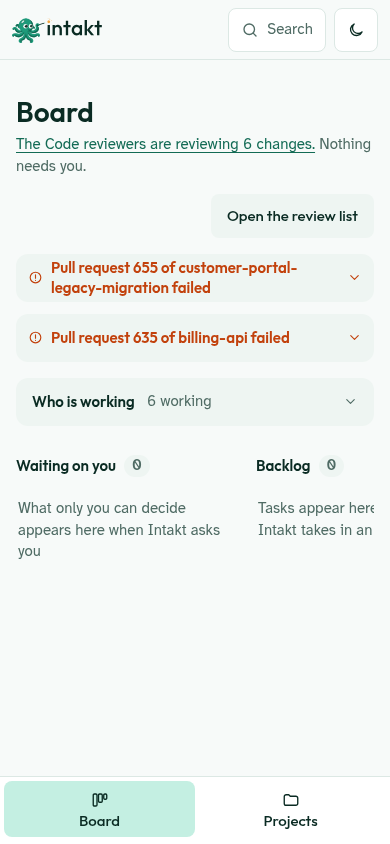 intakt
Search
Board
The Code reviewers are reviewing 6 changes. Nothing
needs you.
Open the review list
Pull request 655 of customer-portal-
legacy-migration failed
Pull request 635 of billing-api failed
Who is working 6 working
Waiting on you 0
What only you can decide
appears here when Intakt asks
you
Backlog 0
Tasks appear here
Intakt takes in an
Board
Projects